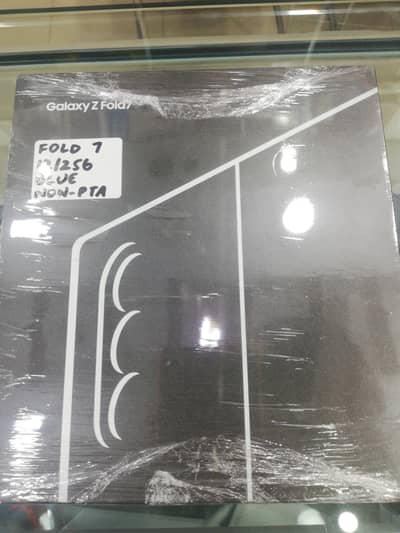 Galaxy Z Fold7
FOLD 7
12/256
BLUE
NON-PTA